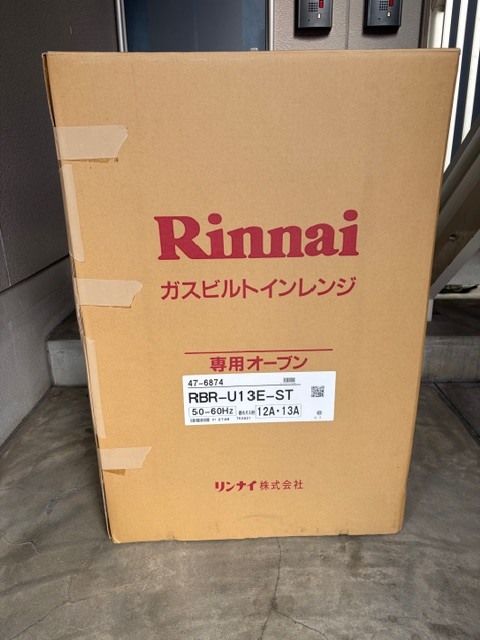 Rinnai
ガスビルトインレンジ
専用オーブン
47-6874
RBR-U13E-ST
50-60Hz
12A・13A
リンナイ株式会社